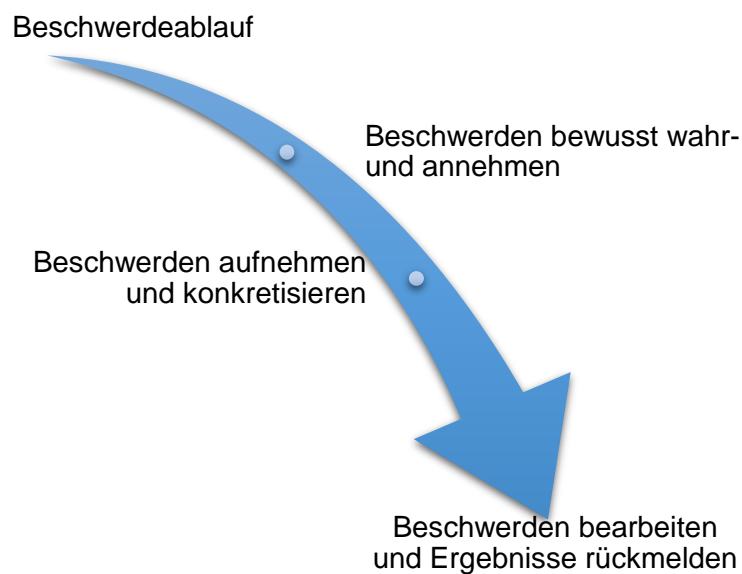 Beschwerdeablauf
Beschwerden bewusst wahr-
und annehmen
Beschwerden aufnehmen
und konkretisieren
Beschwerden bearbeiten
und Ergebnisse rückmelden